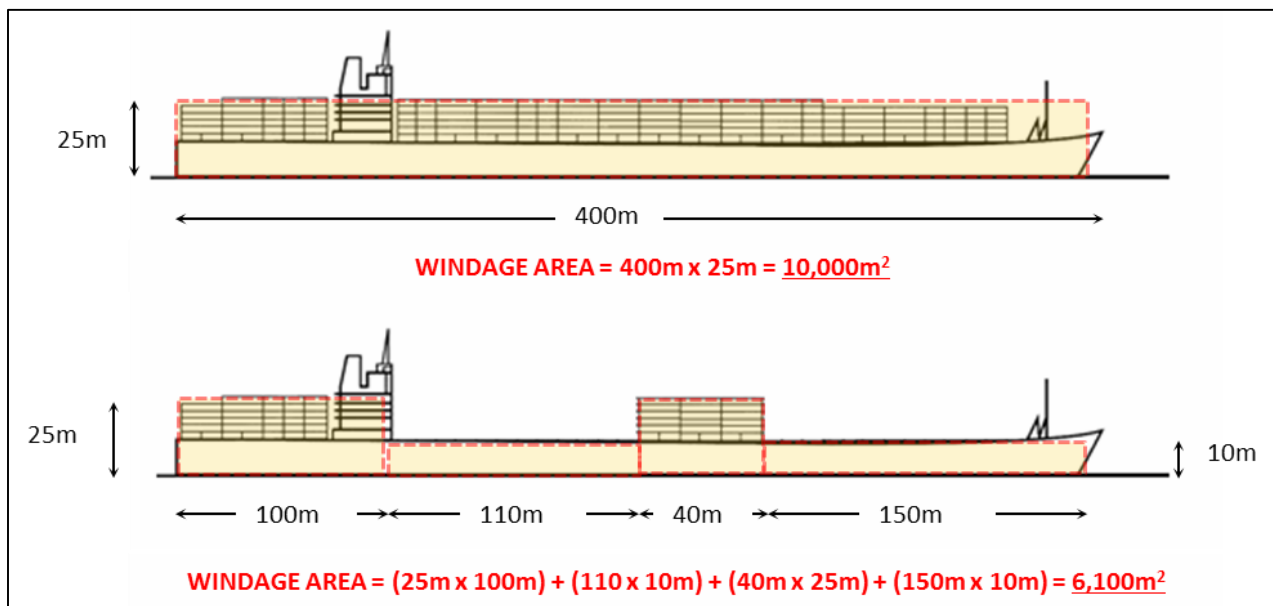 25m
400m
WINDAGE AREA = 400m x 25m = 10,000m²
25m
10m
100m
110m
40m
150m
WINDAGE AREA = (25m x 100m) + (110 x 10m) + (40m x 25m) + (150m x 10m) = 6,100m²